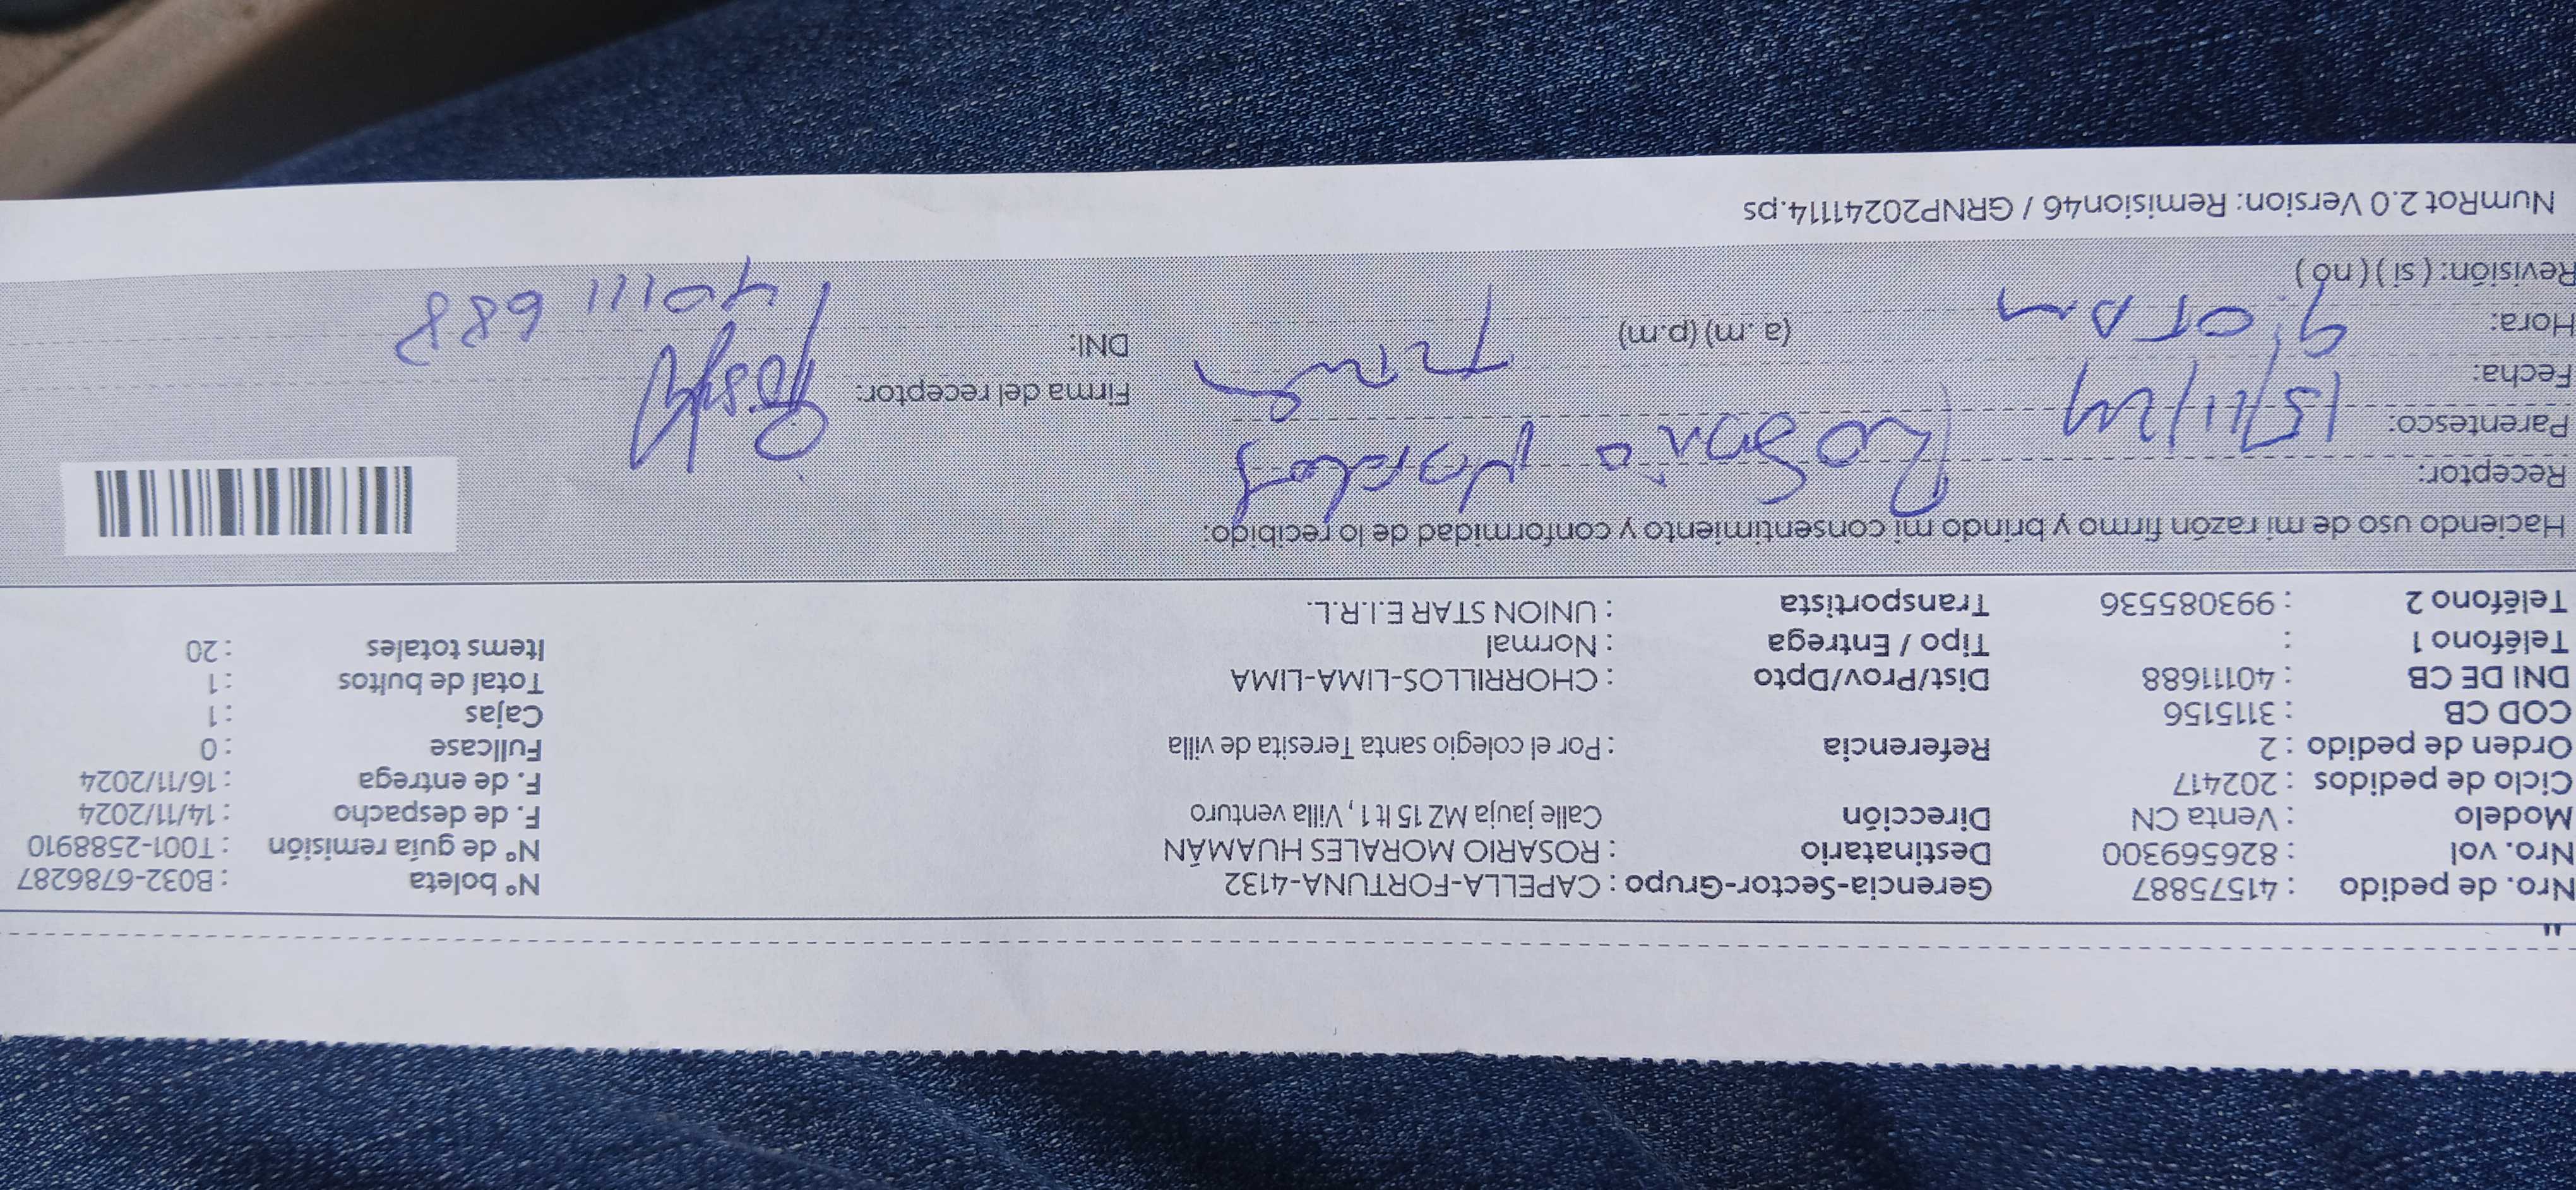 Nro. de pedido : 41575887 Gerencia-Sector-Grupo : CAPELLA-FORTUNA-4132 N° boleta : B032-6786287
Nro. vol : 826569300 Destinatario : ROSARIO MORALES HUAMÁN N° de guía remisión : T001-2588910
Modelo : Venta CN Dirección Calle jauja MZ 15 lt 1 , Villa venturo F. de despacho : 14/11/2024
Ciclo de pedidos : 202417 F. de entrega : 16/11/2024
Orden de pedido : 2 Referencia : Por el colegio santa Teresita de villa Fullcase : 0
COD CB : 3115156 Cajas : 1
DNI DE CB : 40111688 Dist/Prov/Dpto : CHORRILLOS-LIMA-LIMA Total de bultos : 1
Teléfono 1 : Tipo / Entrega : Normal Items totales : 20
Teléfono 2 : 993085536 Transportista : UNION STAR E.I.R.L.
Haciendo uso de mi razón firmo y brindo mi consentimiento y conformidad de lo recibido:
Receptor: Rosario Morales
Parentesco: Titular
Fecha: 15/11/24 Firma del receptor:
Hora: (a. m) (p.m) DNI: 40111688
Revisión: ( sí ) ( no )
NumRot 2.0 Version: Remision46 / GRNP20241114.ps